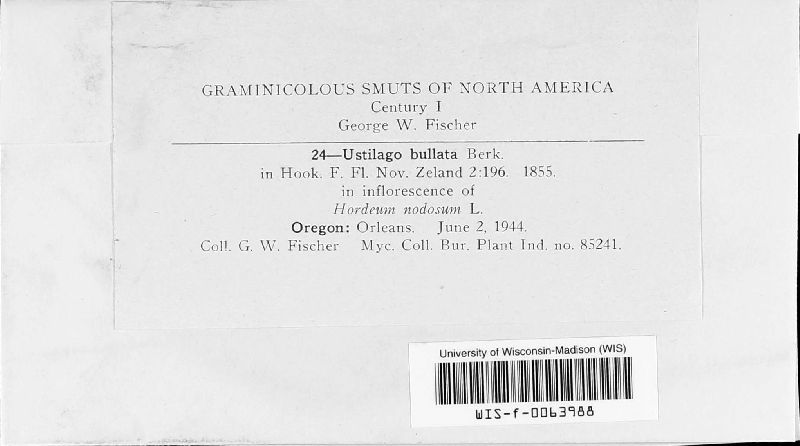 GRAMINICOLOUS SMUTS OF NORTH AMERICA
Century I
George W. Fischer
24—Ustilago bullata Berk.
in Hook. F. Fl. Nov. Zeland 2:196. 1855.
in inflorescence of
Hordeum nodosum L.
Oregon: Orleans. June 2, 1944.
Coll. G. W. Fischer Myc. Coll. Bur. Plant Ind. no. 85241.
University of Wisconsin-Madison (WIS)
WIS-f-0063988